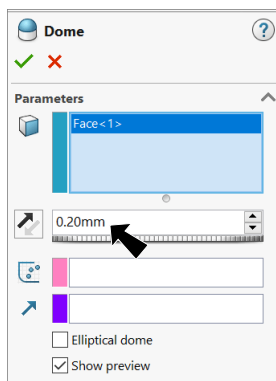 Dome
?
Parameters
Face<1>
0.20mm
Elliptical dome
Show preview